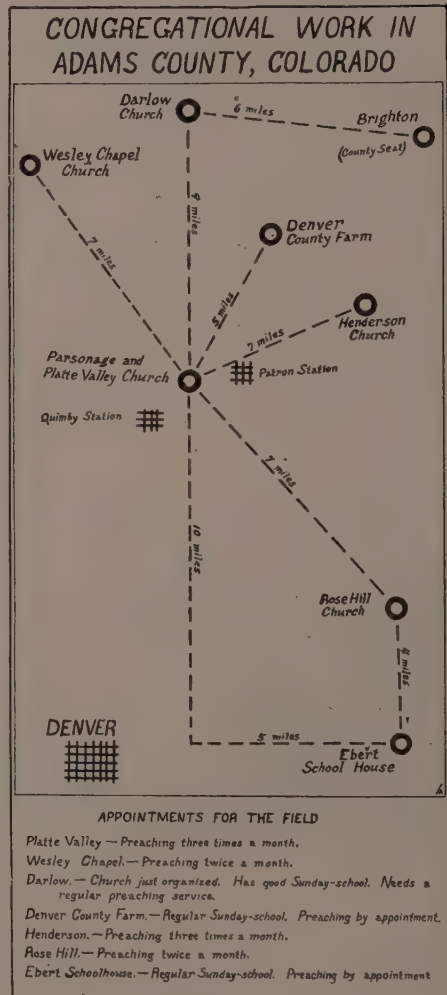 CONGREGATIONAL WORK IN
ADAMS COUNTY, COLORADO
Darlow
Church
6 miles
Brighton
(County Seat)
Wesley Chapel
Church
9 miles
Denver
County Farm
7 miles
5 miles
7 miles
Henderson
Church
Parsonage and
Platte Valley Church
Patron Station
Quimby Station
7 miles
10 miles
Rose Hill
Church
4 miles
DENVER
5 miles
Ebert
School House
APPOINTMENTS FOR THE FIELD
Platte Valley — Preaching three times a month.
Wesley Chapel. — Preaching twice a month.
Darlow. — Church just organized. Has good Sunday-school. Needs a
regular preaching service.
Denver County Farm. — Regular Sunday-school. Preaching by appointment.
Henderson. — Preaching three times a month.
Rose Hill. — Preaching twice a month.
Ebert Schoolhouse. — Regular Sunday-school. Preaching by appointment